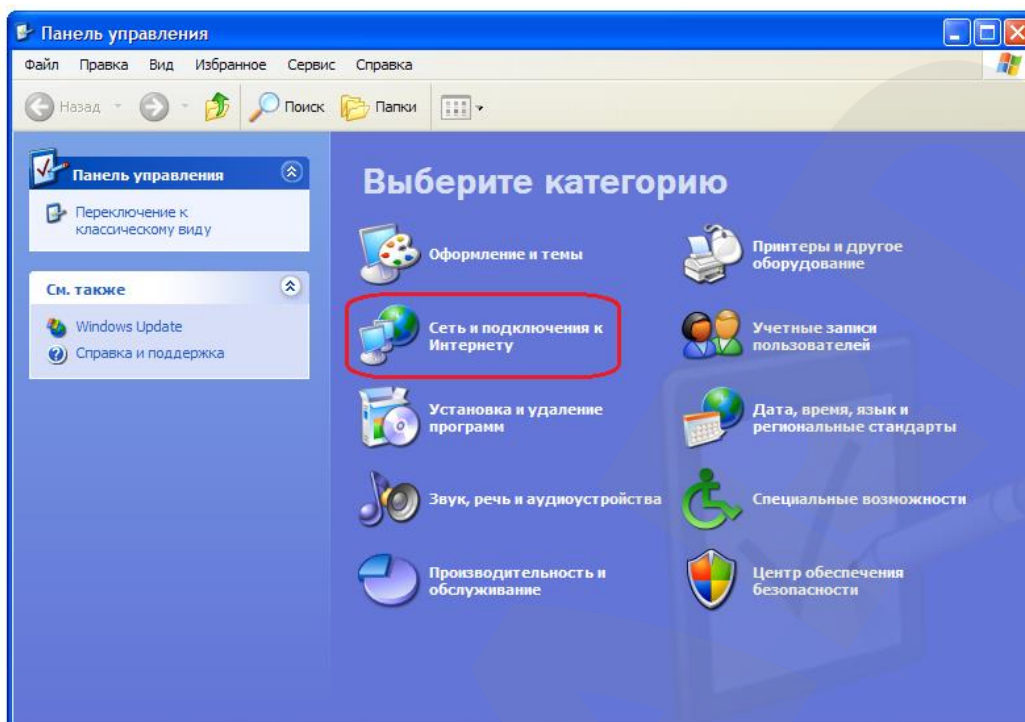 Панель управления
Файл Правка Вид Избранное Сервис Справка
Назад Поиск Папки
Панель управления
Переключение к
классическому виду
См. также
Windows Update
Справка и поддержка
Выберите категорию
Оформление и темы
Принтеры и другое
оборудование
Сеть и подключения к
Интернету
Учетные записи
пользователей
Установка и удаление
программ
Дата, время, язык и
региональные стандарты
Звук, речь и аудиоустройства
Специальные возможности
Производительность и
обслуживание
Центр обеспечения
безопасности